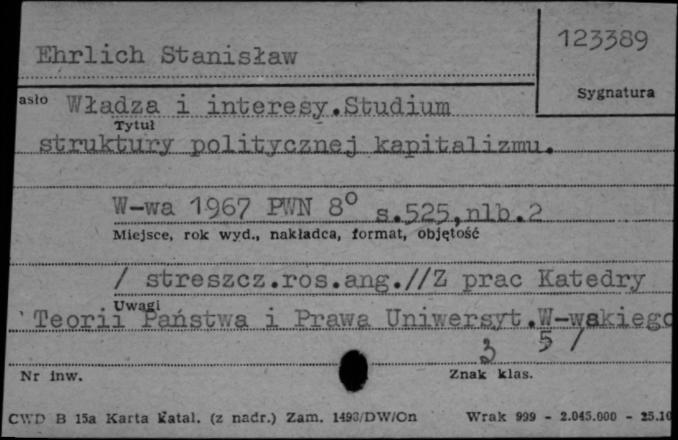 Ehrlich Stanisław
123389
Sygnatura
asło Władza i interesy.Studium
Tytuł
struktury politycznej kapitalizmu.
W-wa 1967 PWN 8° s.525,nlb.2
Miejsce, rok wyd., nakładca, format, objętość
/ streszcz.ros.ang.//Z prac Katedry
Uwagi
Teorii Państwa i Prawa Uniwersyt.W-wskiego
3 5 /
Nr inw.
Znak klas.
CWD B 15a Karta katal. (z nadr.) Zam. 1493/DW/On Wrak 999 - 2.045.000 - 25.10